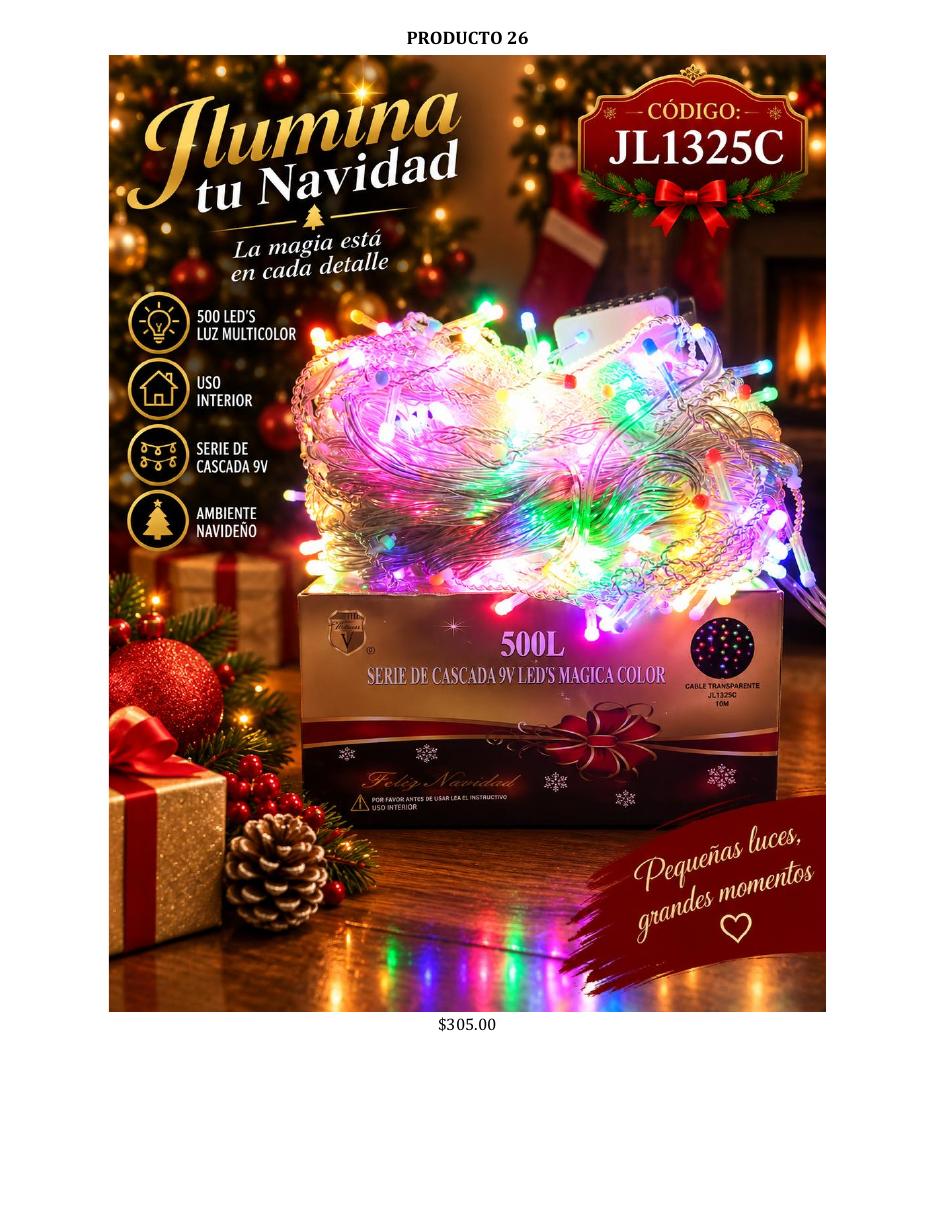 PRODUCTO 26
Ilumina
tu Navidad
La magia está
en cada detalle
CÓDIGO:
JL1325C
500 LED'S
LUZ MULTICOLOR
USO
INTERIOR
SERIE DE
CASCADA 9V
AMBIENTE
NAVIDEÑO
500L
SERIE DE CASCADA 9V LED'S MAGICA COLOR
CABLE TRANSPARENTE
JL1325C
10M
Feliz Navidad
POR FAVOR ANTES DE USAR LEA EL INSTRUCTIVO
USO INTERIOR
Pequeñas luces,
grandes momentos
$305.00